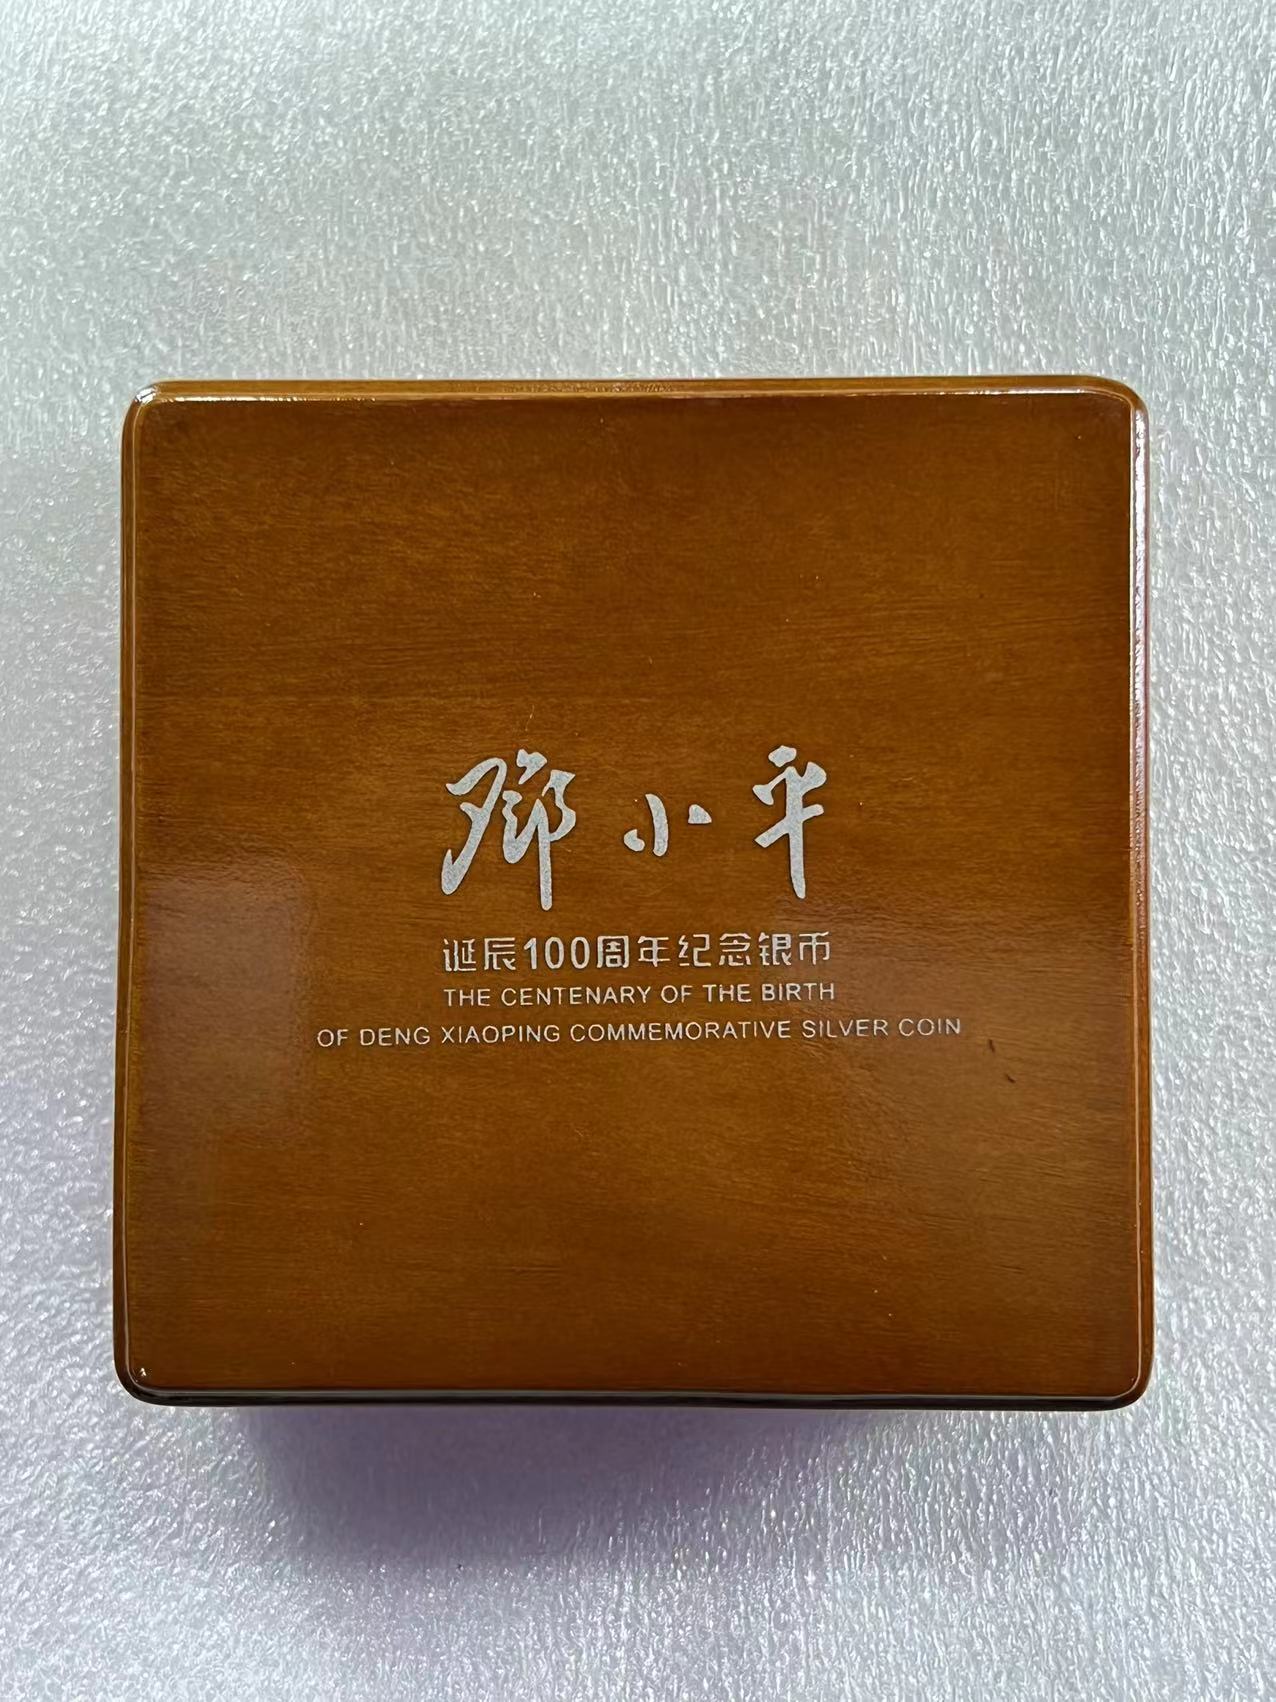 邓小平
诞辰100周年纪念银币
THE CENTENARY OF THE BIRTH
OF DENG XIAOPING COMMEMORATIVE SILVER COIN